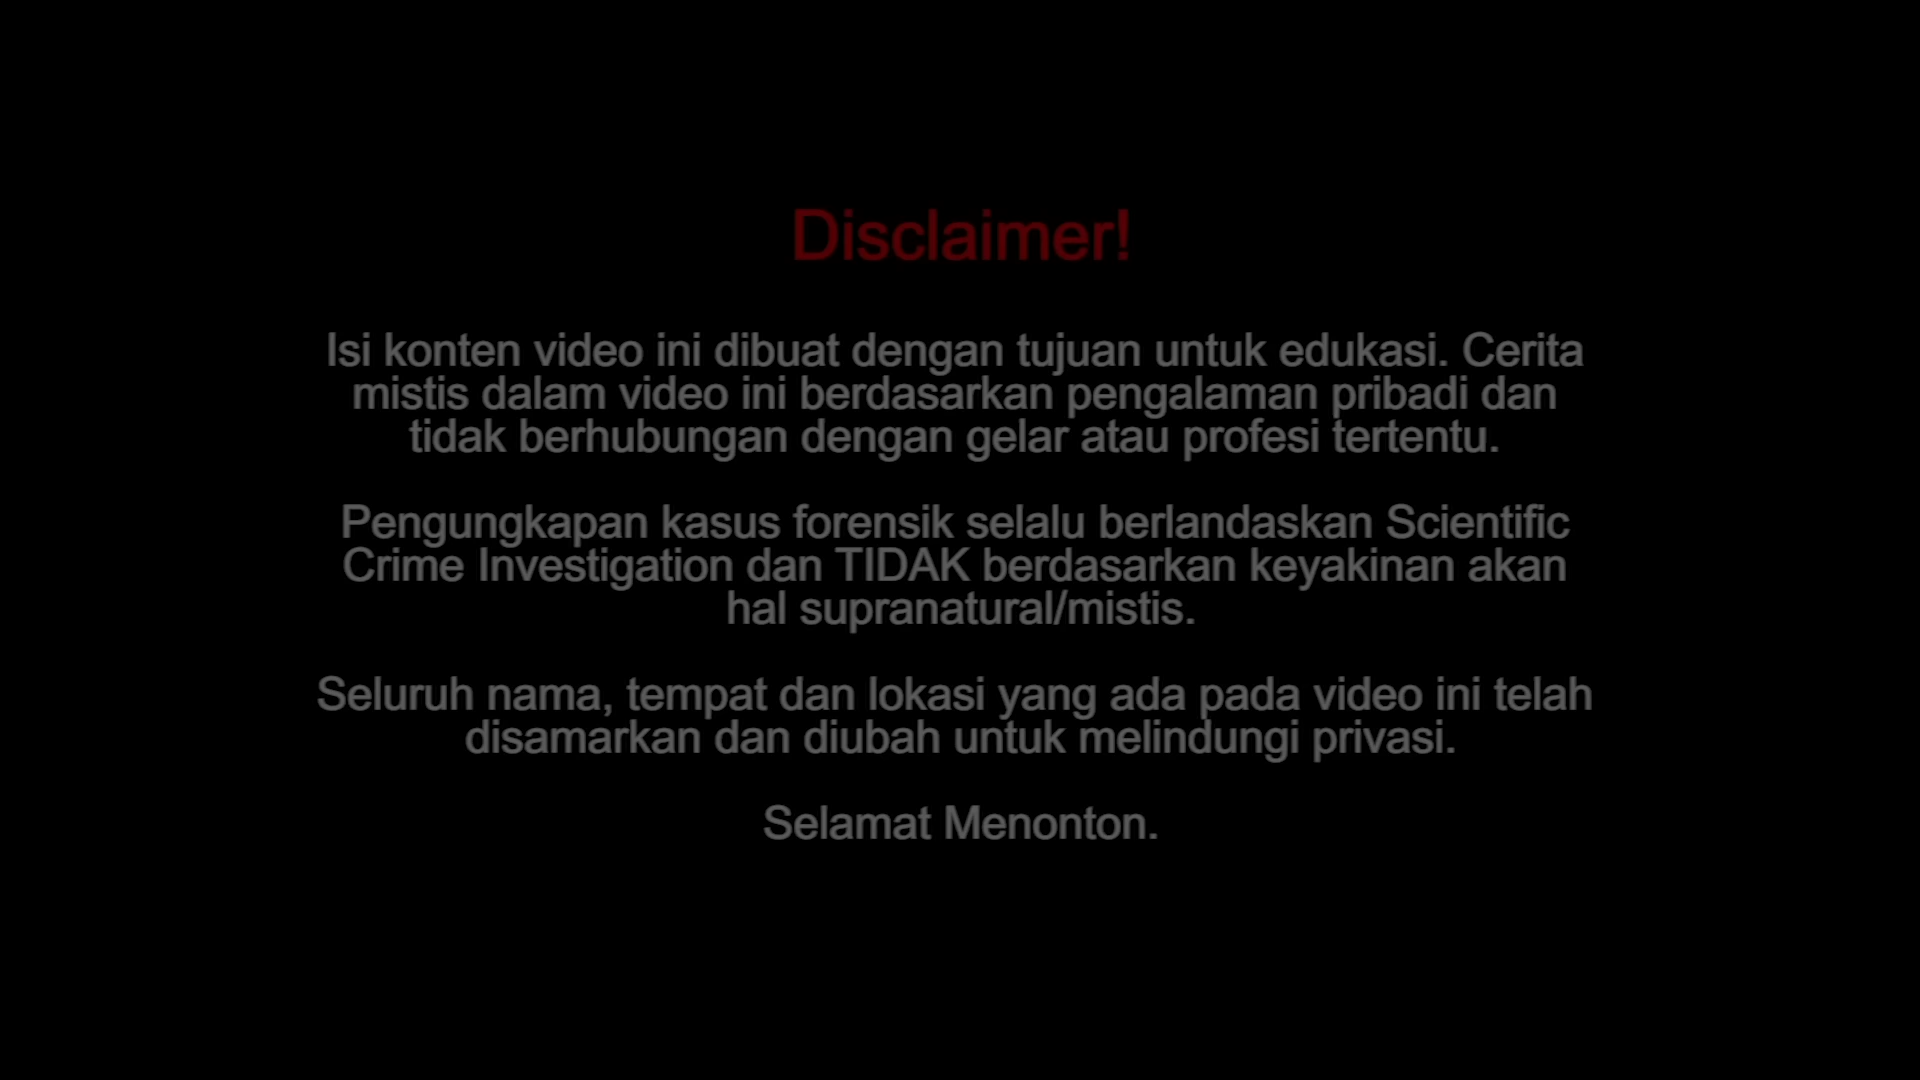 Disclaimer!
Isi konten video ini dibuat dengan tujuan untuk edukasi. Cerita
mistis dalam video ini berdasarkan pengalaman pribadi dan
tidak berhubungan dengan gelar atau profesi tertentu.
Pengungkapan kasus forensik selalu berlandaskan Scientific
Crime Investigation dan TIDAK berdasarkan keyakinan akan
hal supranatural/mistis.
Seluruh nama, tempat dan lokasi yang ada pada video ini telah
disamarkan dan diubah untuk melindungi privasi.
Selamat Menonton.